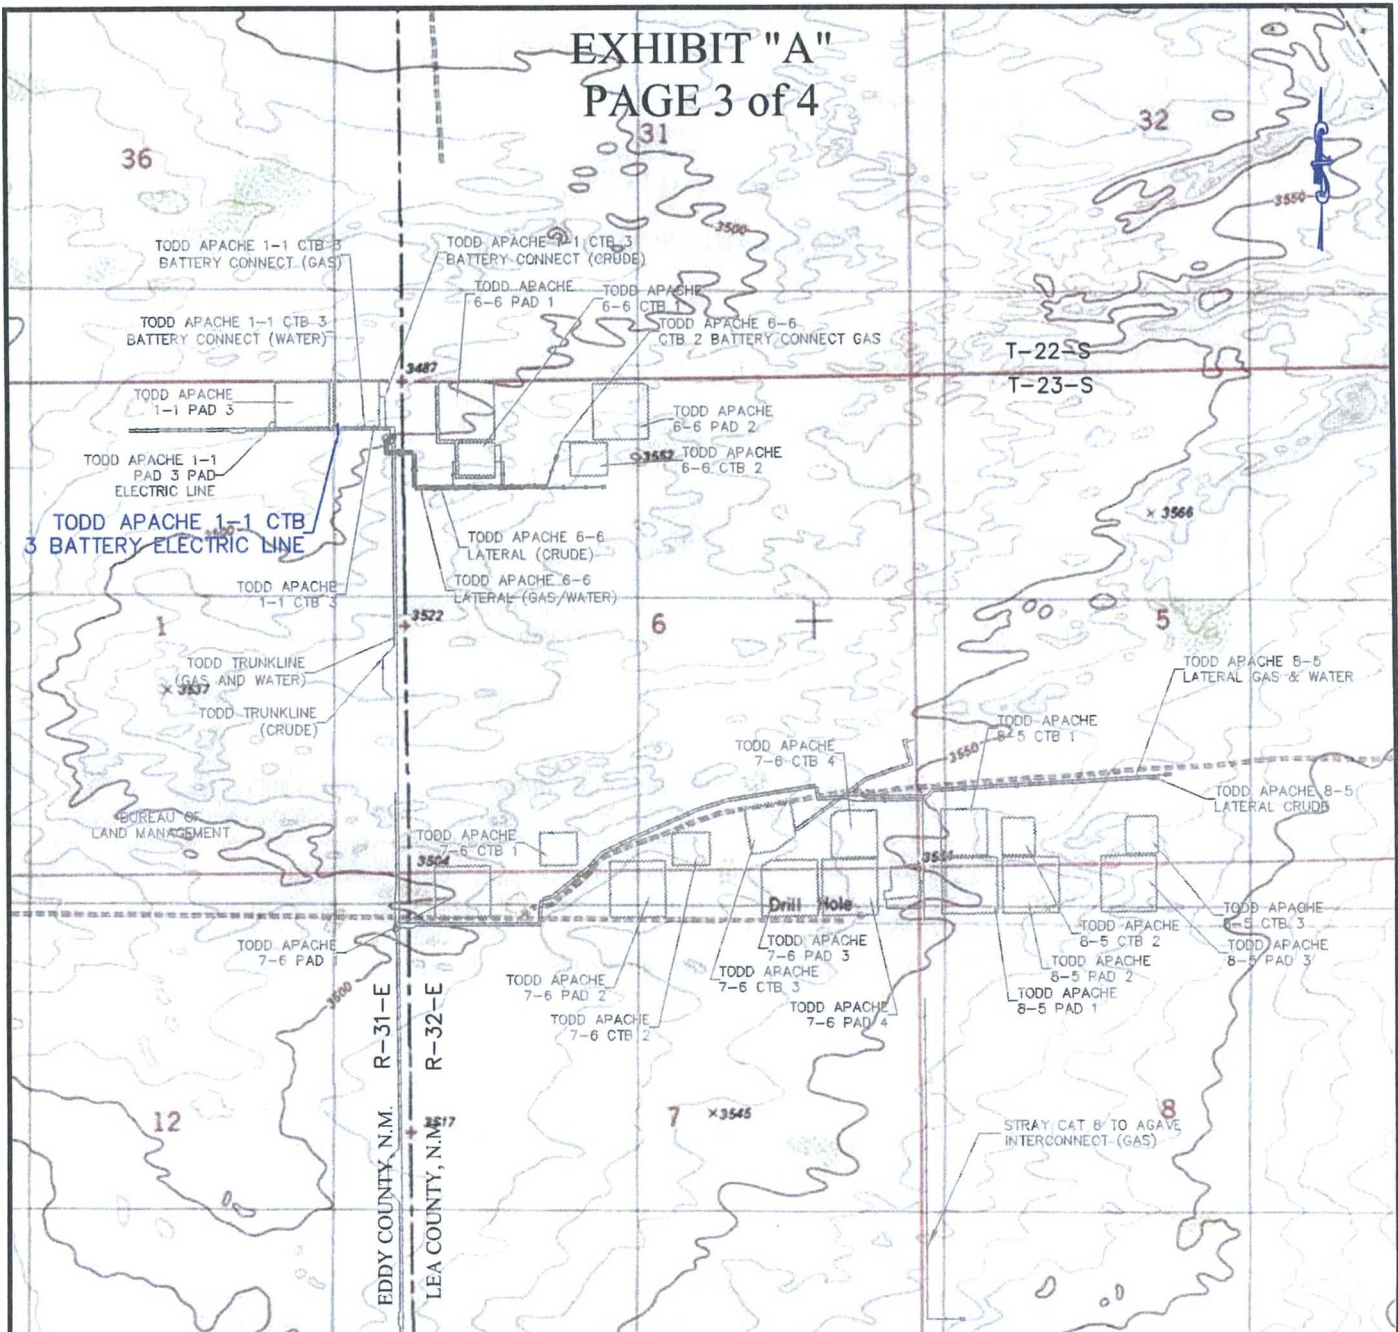 EXHIBIT "A"
PAGE 3 of 4
36
31
32
3500
3550
TODD APACHE 1-1 CTB 3
BATTERY CONNECT (GAS)
TODD APACHE 1-1 CTB 3
BATTERY CONNECT (CRUDE)
TODD APACHE
6-6 PAD 1
TODD APACHE
6-6 CTB 1
TODD APACHE 1-1 CTB 3
BATTERY CONNECT (WATER)
TODD APACHE 6-6
CTB 2 BATTERY CONNECT GAS
T-22-S
T-23-S
3487
TODD APACHE
1-1 PAD 3
TODD APACHE
6-6 PAD 2
TODD APACHE 1-1
PAD 3 PAD
ELECTRIC LINE
3552
TODD APACHE
6-6 CTB 2
TODD APACHE 1-1 CTB
3 BATTERY ELECTRIC LINE
3566
TODD APACHE 6-6
LATERAL (CRUDE)
TODD APACHE
1-1 CTB 3
TODD APACHE 6-6
LATERAL (GAS/WATER)
1
3522
6
5
TODD TRUNKLINE
(GAS AND WATER)
3537
TODD TRUNKLINE
(CRUDE)
TODD APACHE 8-5
LATERAL GAS & WATER
TODD APACHE
8-5 CTB 1
TODD APACHE
7-6 CTB 4
3550
TODD APACHE 8-5
LATERAL CRUDE
BUREAU OF
LAND MANAGEMENT
TODD APACHE
7-6 CTB 1
3504
Drill Hole
TODD APACHE
7-6 PAD
TODD APACHE
7-6 PAD 3
TODD APACHE
8-5 CTB 2
TODD APACHE
8-5 CTB 3
TODD APACHE
8-5 PAD 3
TODD APACHE
7-6 PAD 2
TODD APACHE
7-6 CTB 3
TODD APACHE
8-5 PAD 2
TODD APACHE
8-5 PAD 1
3500
TODD APACHE
7-6 CTB 2
TODD APACHE
7-6 PAD 4
R-31-E
R-32-E
12
3517
7
3545
8
STRAY CAT 8 TO AGAVE
INTERCONNECT (GAS)
EDDY COUNTY, N.M.
LEA COUNTY, N.M.